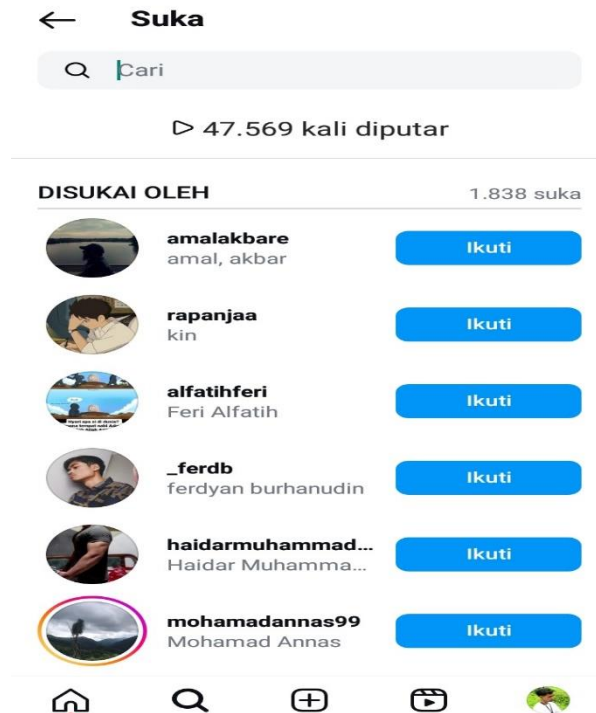 Suka
Cari
47.569 kali diputar
DISUKAI OLEH 1.838 suka
amalakbare
amal, akbar
Ikuti
rapanjaa
kin
Ikuti
alfatihferi
Feri Alfatih
Ikuti
_ferdb
ferdyan burhanudin
Ikuti
haidarmuhammad...
Haidar Muhamma...
Ikuti
mohamadannas99
Mohamad Annas
Ikuti